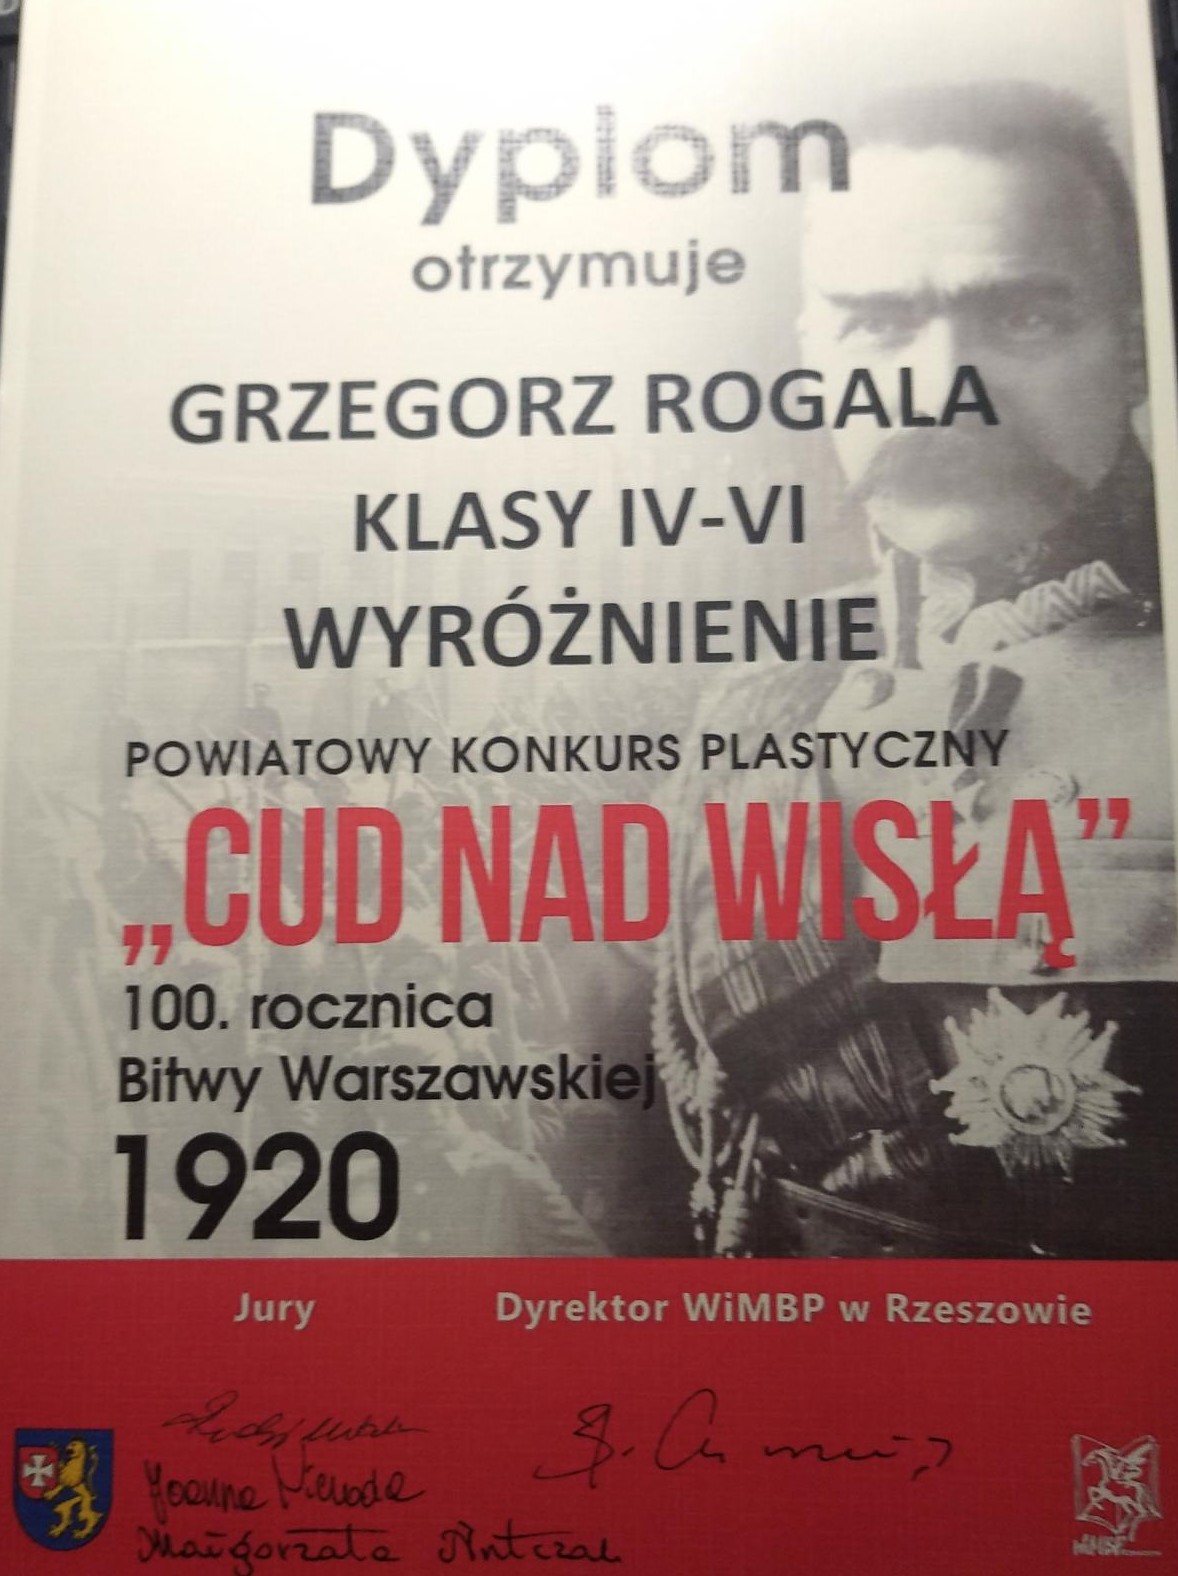 Dyplom
otrzymuje
GRZEGORZ ROGALA
KLASY IV-VI
WYRÓŻNIENIE
POWIATOWY KONKURS PLASTYCZNY
„CUD NAD WISŁĄ”
100. rocznica
Bitwy Warszawskiej
1920
Jury
Dyrektor WiMBP w Rzeszowie
Joanna
Małgorzata Antczak